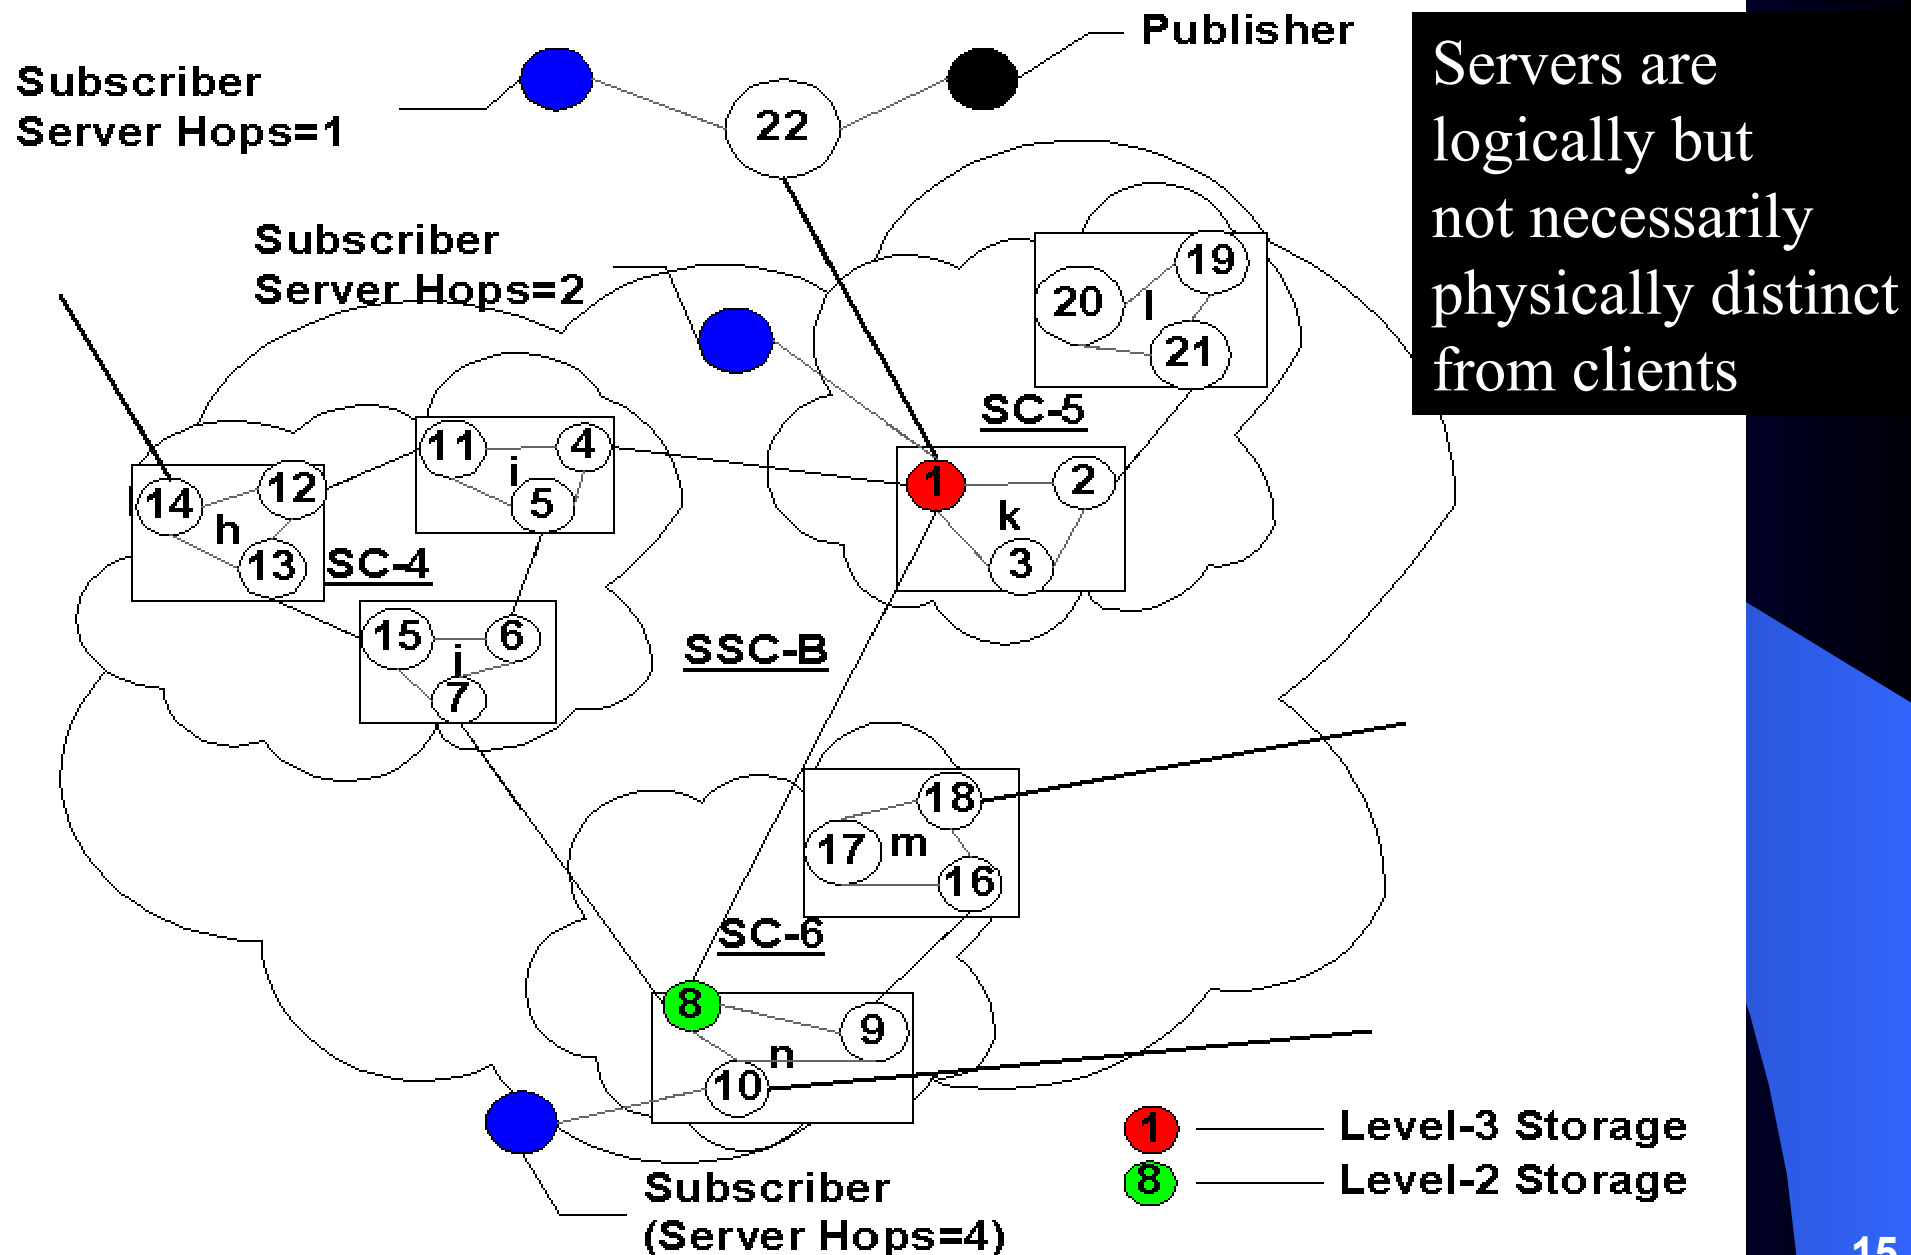 Publisher
Subscriber
Server Hops=1
22
Servers are
logically but
not necessarily
physically distinct
from clients
Subscriber
Server Hops=2
19
20
l
21
SC-5
11
4
i
5
1
2
k
3
14
12
h
13
SC-4
15
6
j
7
SSC-B
18
17
m
16
SC-6
8
9
n
10
1
Level-3 Storage
8
Level-2 Storage
Subscriber
(Server Hops=4)
15